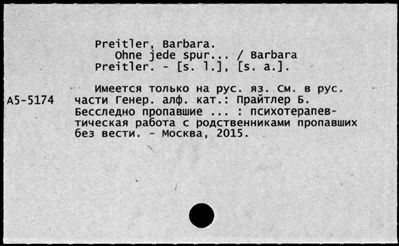 Preitler, Barbara.
Ohne jede spur... / Barbara
Preitler. - [s. l.], [s. a.].
Имеется только на рус. яз. См. в рус.
A5-5174 части Генер. алф. кат.: Прайтлер Б.
Бесследно пропавшие ... : психотерапев-
тическая работа с родственниками пропавших
без вести. - Москва, 2015.